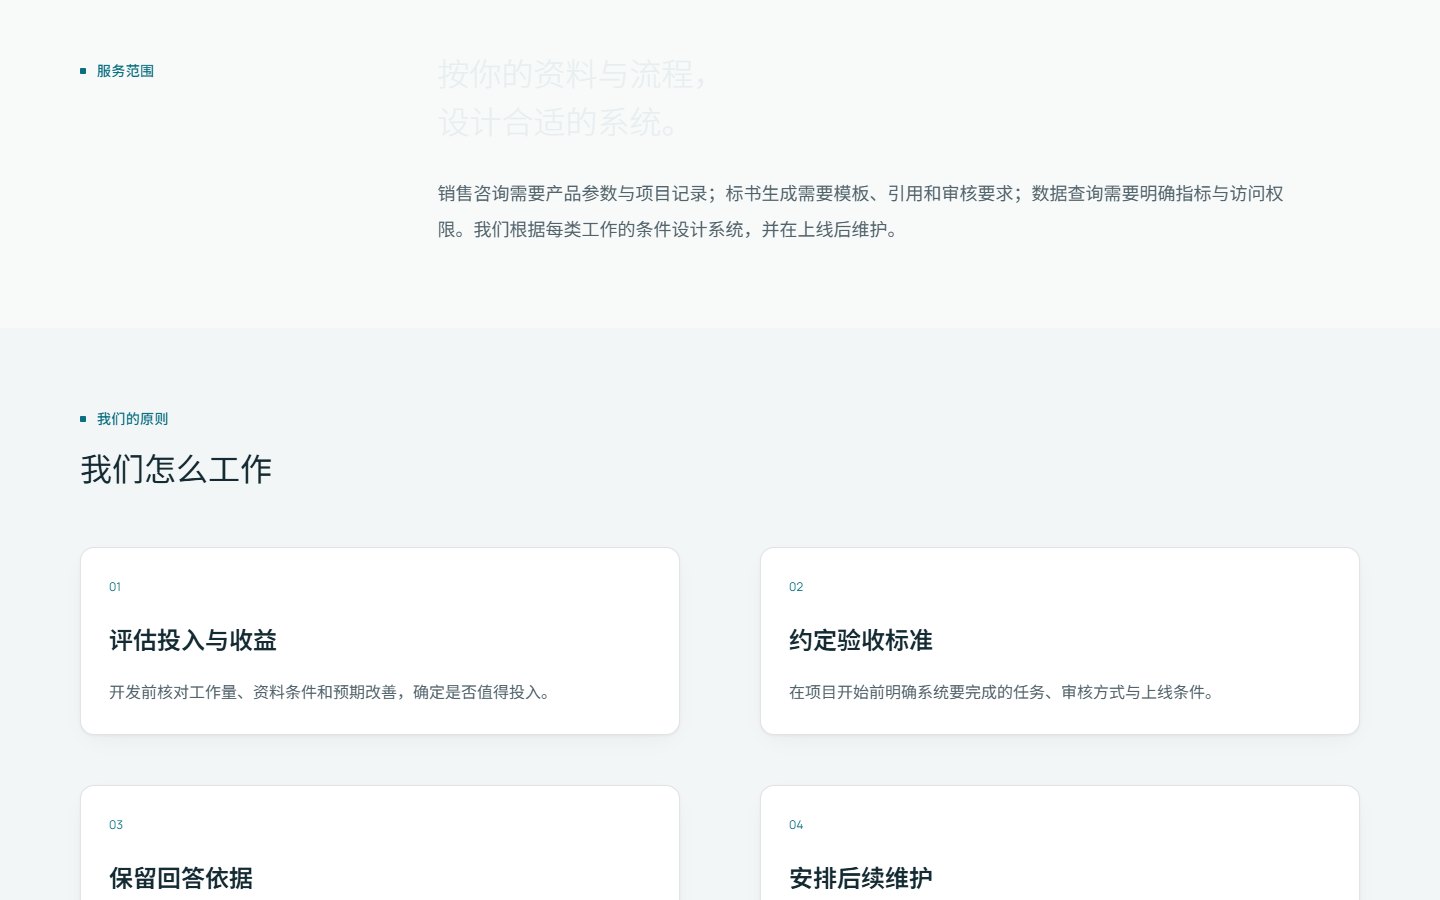 服务范围
按你的资料与流程，
设计合适的系统。
销售咨询需要产品参数与项目记录；标书生成需要模板、引用和审核要求；数据查询需要明确指标与访问权
限。我们根据每类工作的条件设计系统，并在上线后维护。
我们的原则
我们怎么工作
01
评估投入与收益
开发前核对工作量、资料条件和预期改善，确定是否值得投入。
02
约定验收标准
在项目开始前明确系统要完成的任务、审核方式与上线条件。
03
保留回答依据
04
安排后续维护